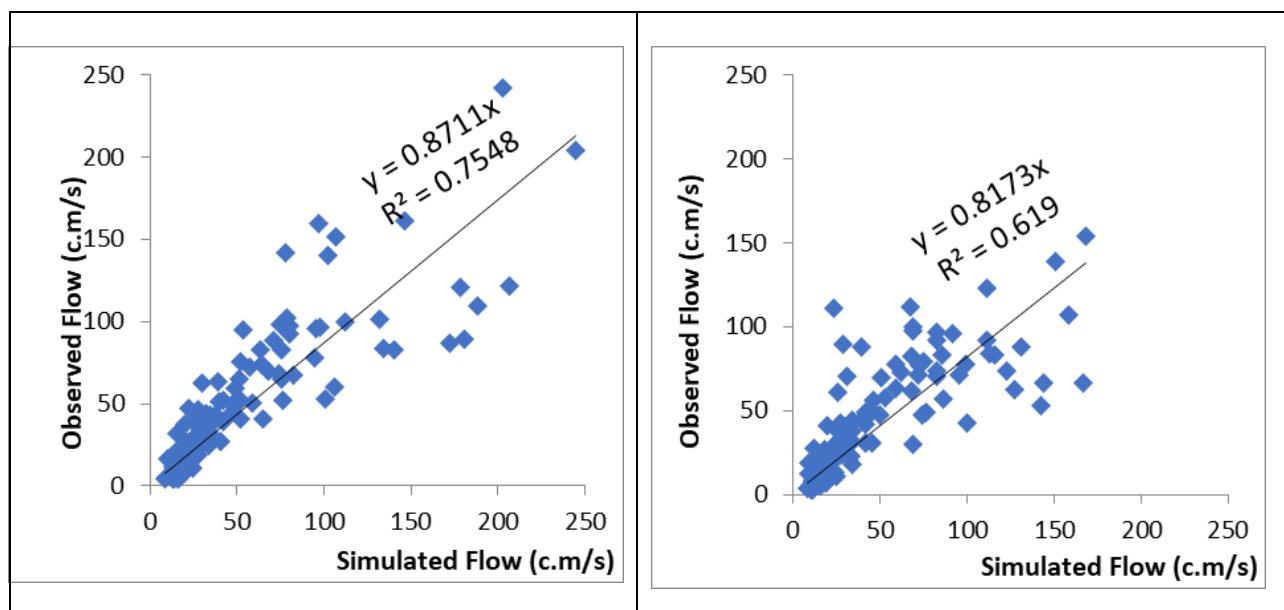 250
200
150
100
50
0
Observed Flow (c.m/s)
y = 0.8711x
R² = 0.7548
0 50 100 150 200 250
Simulated Flow (c.m/s)
250
200
150
100
50
0
Observed Flow (c.m/s)
y = 0.8173x
R² = 0.619
0 50 100 150 200 250
Simulated Flow (c.m/s)